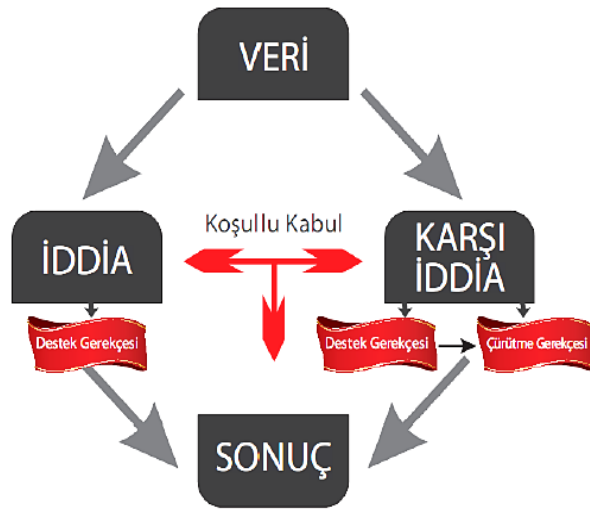 VERİ
Koşullu Kabul
İDDİA
KARŞI
İDDİA
Destek Gerekçesi
Destek Gerekçesi
Çürütme Gerekçesi
SONUÇ